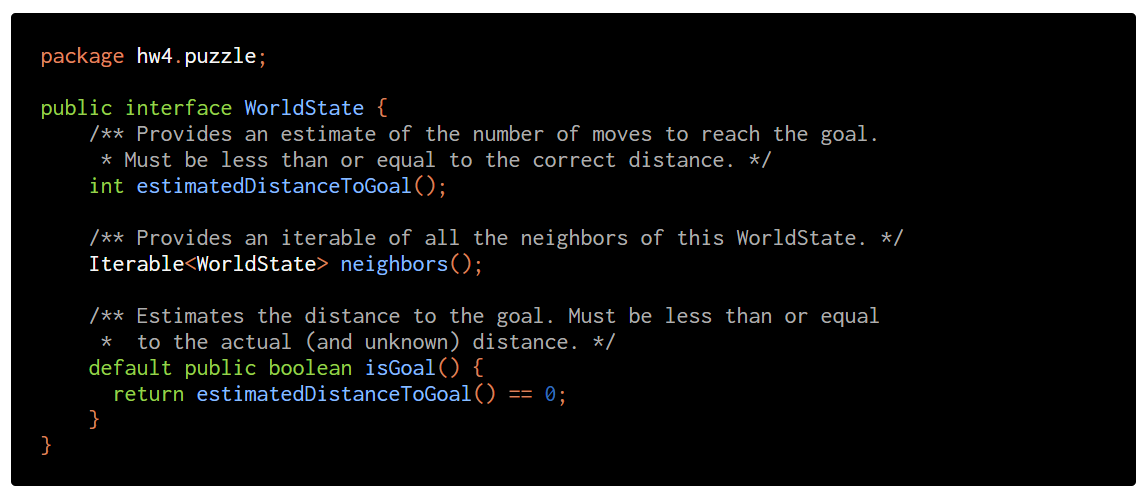 package hw4.puzzle;
public interface WorldState {
/** Provides an estimate of the number of moves to reach the goal.
* Must be less than or equal to the correct distance. */
int estimatedDistanceToGoal();
/** Provides an iterable of all the neighbors of this WorldState. */
Iterable<WorldState> neighbors();
/** Estimates the distance to the goal. Must be less than or equal
*  to the actual (and unknown) distance. */
default public boolean isGoal() {
return estimatedDistanceToGoal() == 0;
}
}